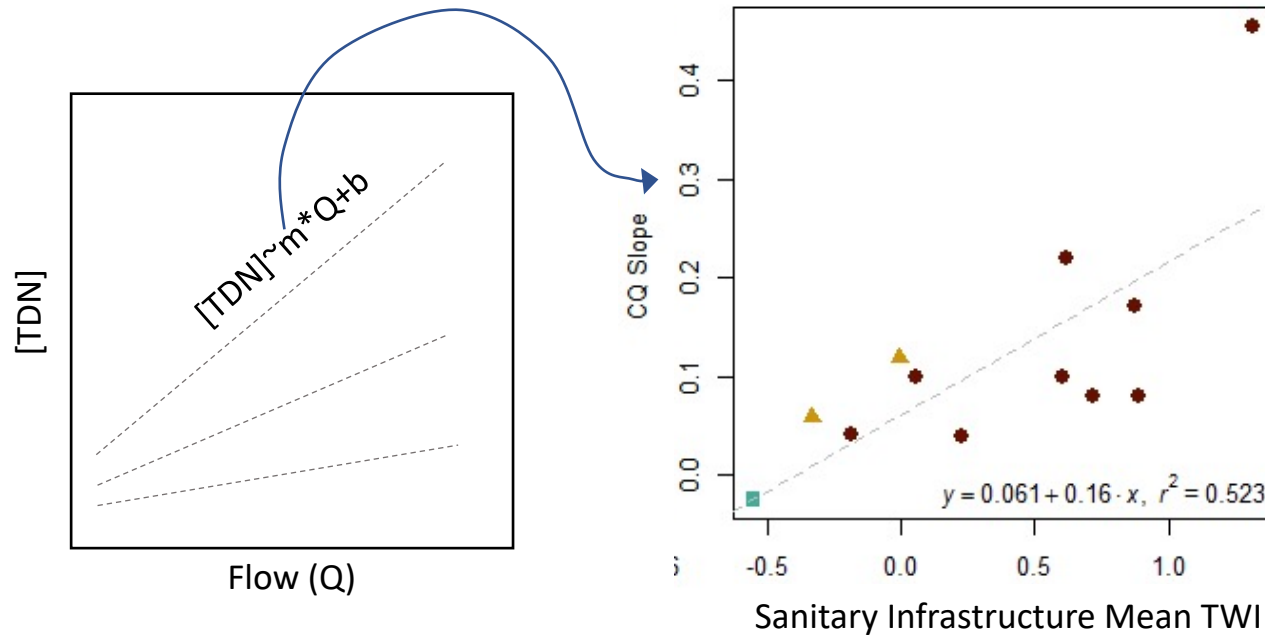 [TDN]~m*Q+b
[TDN]
Flow (Q)
CQ Slope
0.4
0.3
0.2
0.1
0.0
y = 0.061 + 0.16 · x, r² = 0.523
-0.5 0.0 0.5 1.0
Sanitary Infrastructure Mean TWI